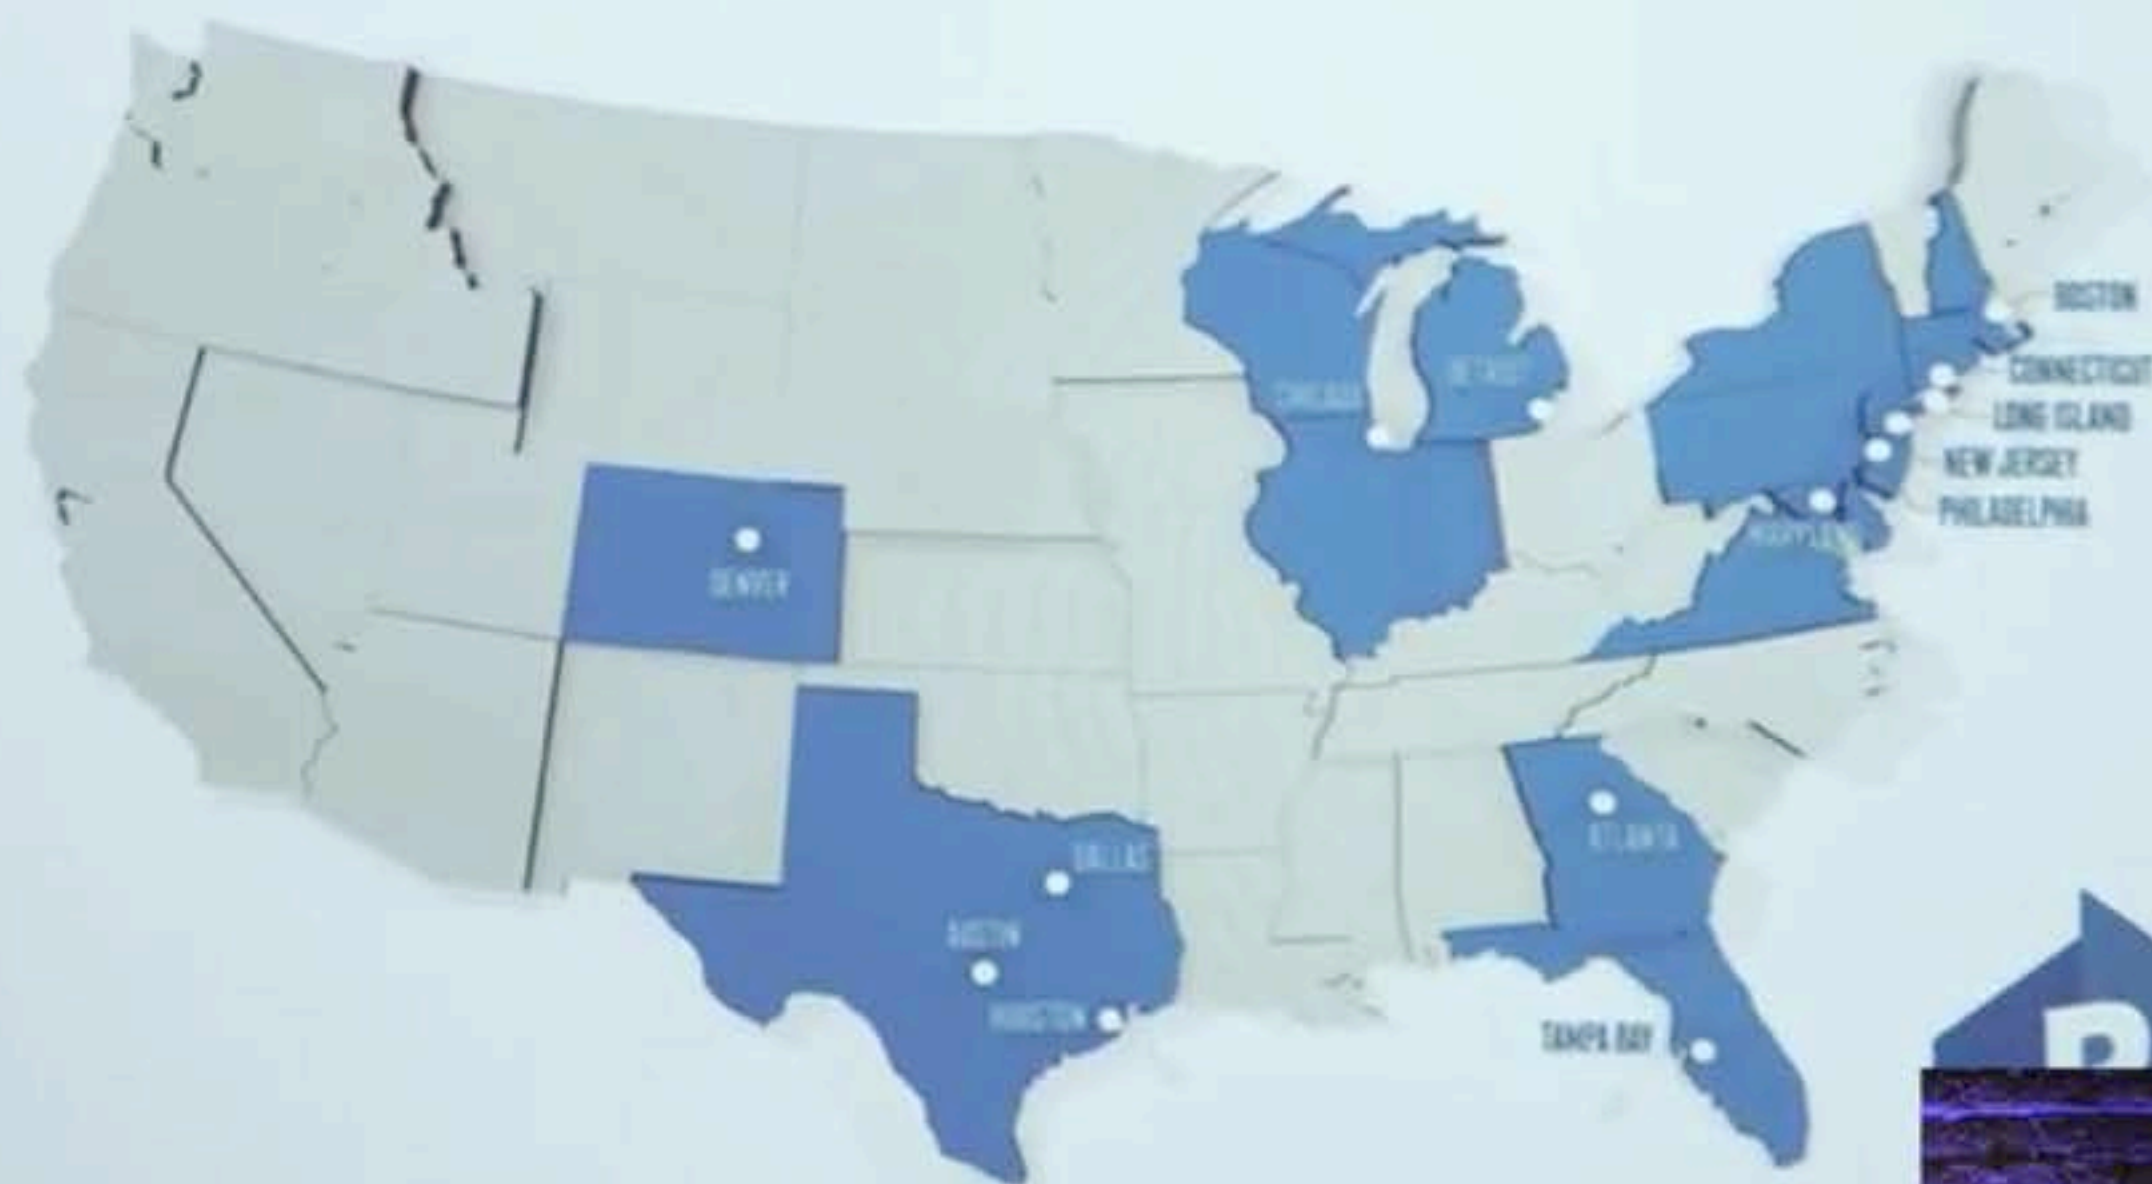 BOSTON
CONNECTICUT
DETROIT
CHICAGO
LONG ISLAND
NEW JERSEY
PHILADELPHIA
MARYLAND
DENVER
ATLANTA
DALLAS
AUSTIN
HOUSTON
TAMPA BAY